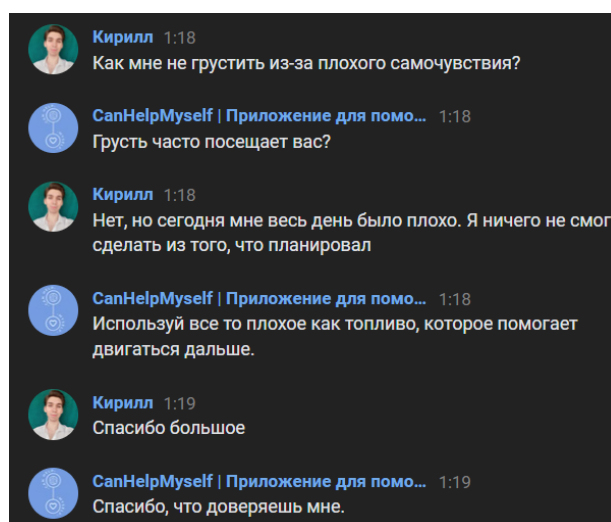 Кирилл 1:18
Как мне не грустить из-за плохого самочувствия?
CanHelpMyself | Приложение для помо... 1:18
Грусть часто посещает вас?
Кирилл 1:18
Нет, но сегодня мне весь день было плохо. Я ничего не смог
сделать из того, что планировал
CanHelpMyself | Приложение для помо... 1:18
Используй все то плохое как топливо, которое помогает
двигаться дальше.
Кирилл 1:19
Спасибо большое
CanHelpMyself | Приложение для помо... 1:19
Спасибо, что доверяешь мне.